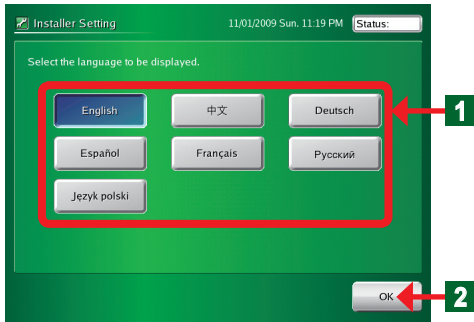 Installer Setting 11/01/2009 Sun. 11:19 PM Status:
Select the language to be displayed.
English 中文 Deutsch
1
Español Français Русский
Język polski
OK
2